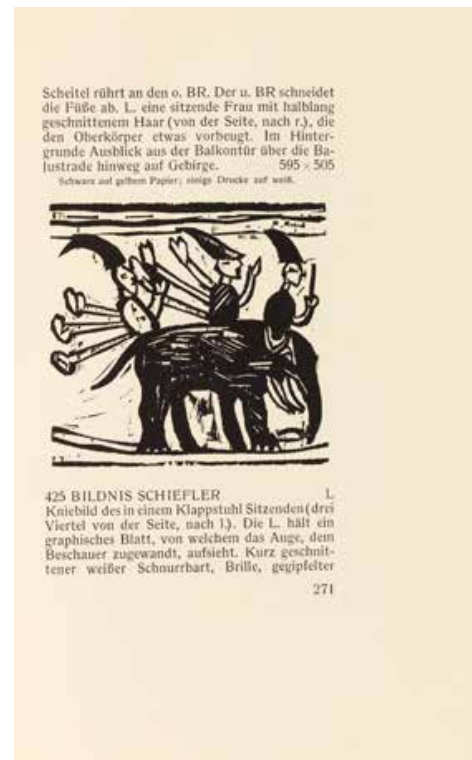 Scheitel rührt an den o. BR. Der u. BR schneidet
die Füße ab. L. eine sitzende Frau mit halblang
geschnittenem Haar (von der Seite, nach r.), die
den Oberkörper etwas vorbeugt. Im Hinter-
grunde Ausblick aus der Balkontür über die Ba-
lustrade hinweg auf Gebirge. 595 × 505
Schwarz auf gelbem Papier; einige Drucke auf weiß.
425 BILDNIS SCHIEFLER L
Kniebild des in einem Klappstuhl Sitzenden (drei
Viertel von der Seite, nach l.). Die L. hält ein
graphisches Blatt, von welchem das Auge, dem
Beschauer zugewandt, aufsieht. Kurz geschnit-
tener weißer Schnurrbart, Brille, gegipfelter
271